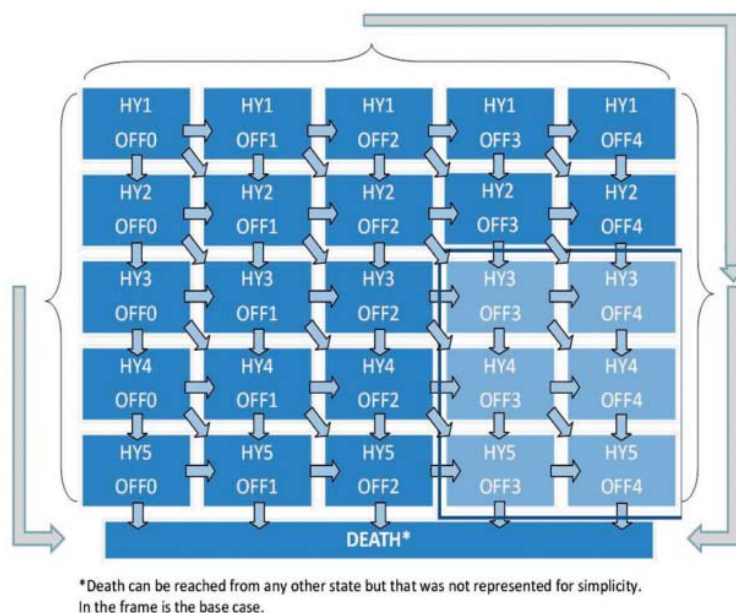 HY1 HY1 HY1 HY1 HY1
OFF0 OFF1 OFF2 OFF3 OFF4
HY2 HY2 HY2 HY2 HY2
OFF0 OFF1 OFF2 OFF3 OFF4
HY3 HY3 HY3 HY3 HY3
OFF0 OFF1 OFF2 OFF3 OFF4
HY4 HY4 HY4 HY4 HY4
OFF0 OFF1 OFF2 OFF3 OFF4
HY5 HY5 HY5 HY5 HY5
OFF0 OFF1 OFF2 OFF3 OFF4
DEATH*
*Death can be reached from any other state but that was not represented for simplicity.
In the frame is the base case.